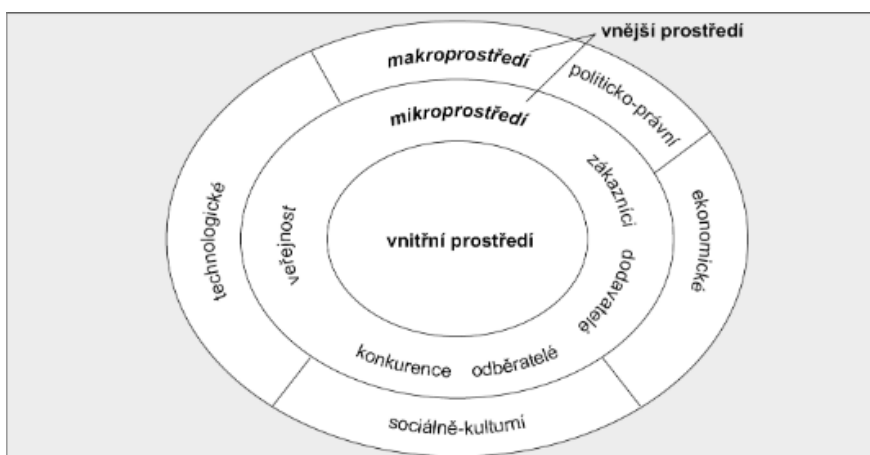 vnější prostředí
makroprostředí
politicko-právní
mikroprostředí
zákazníci
technologické
veřejnost
vnitřní prostředí
ekonomické
dodavatelé
konkurence odběratelé
sociálně-kulturní